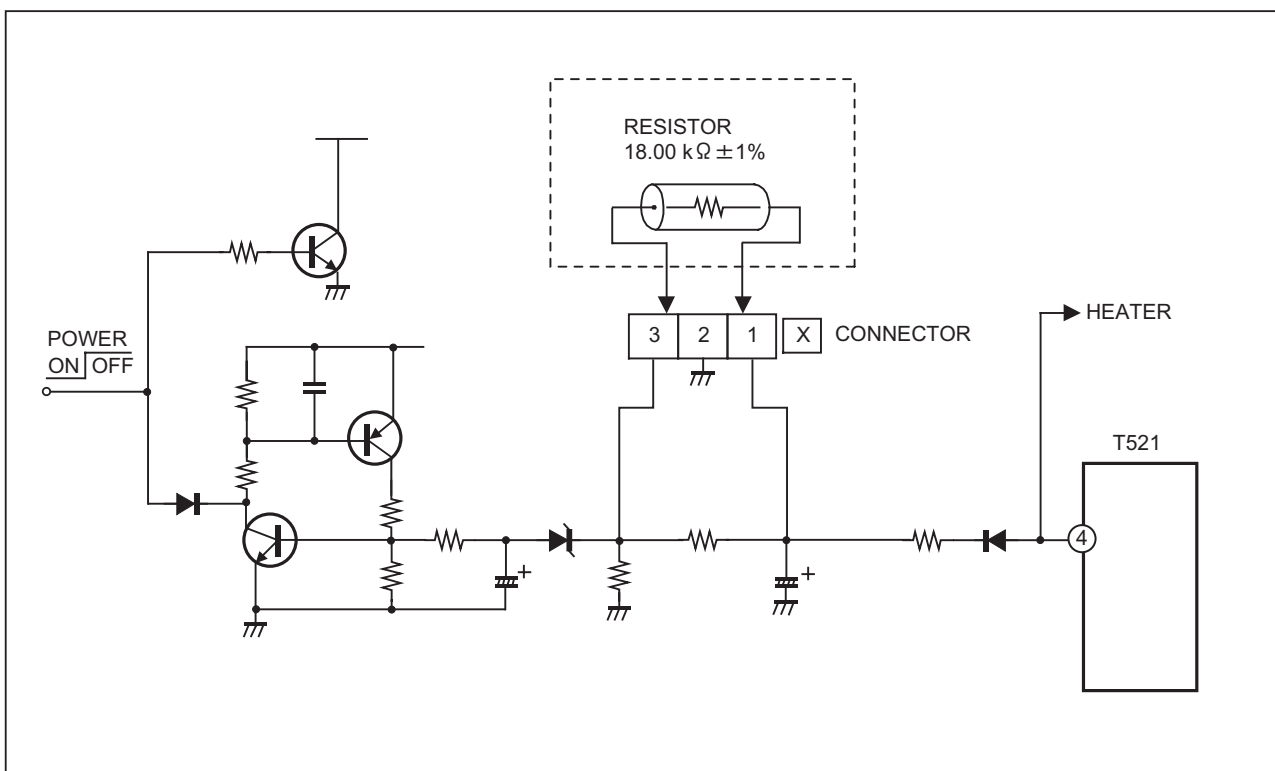 RESISTOR
18.00 kΩ±1%
POWER
ON OFF
3 2 1 X CONNECTOR
HEATER
T521
4